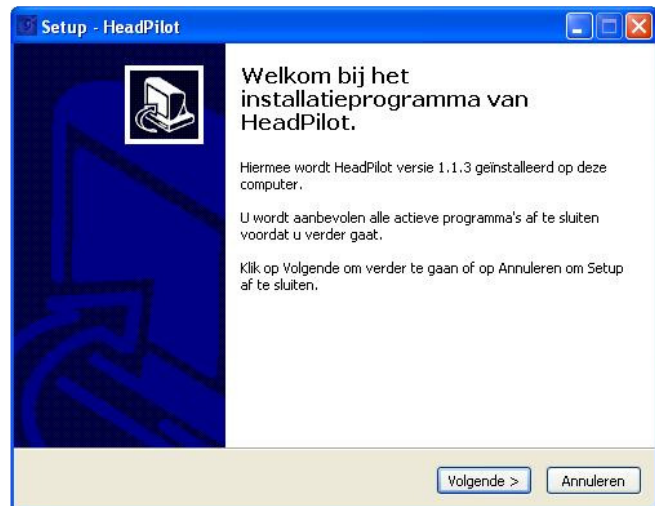 Setup - HeadPilot
Welkom bij het
installatieprogramma van
HeadPilot.
Hiermee wordt HeadPilot versie 1.1.3 geïnstalleerd op deze
computer.
U wordt aanbevolen alle actieve programma's af te sluiten
voordat u verder gaat.
Klik op Volgende om verder te gaan of op Annuleren om Setup
af te sluiten.
Volgende >
Annuleren